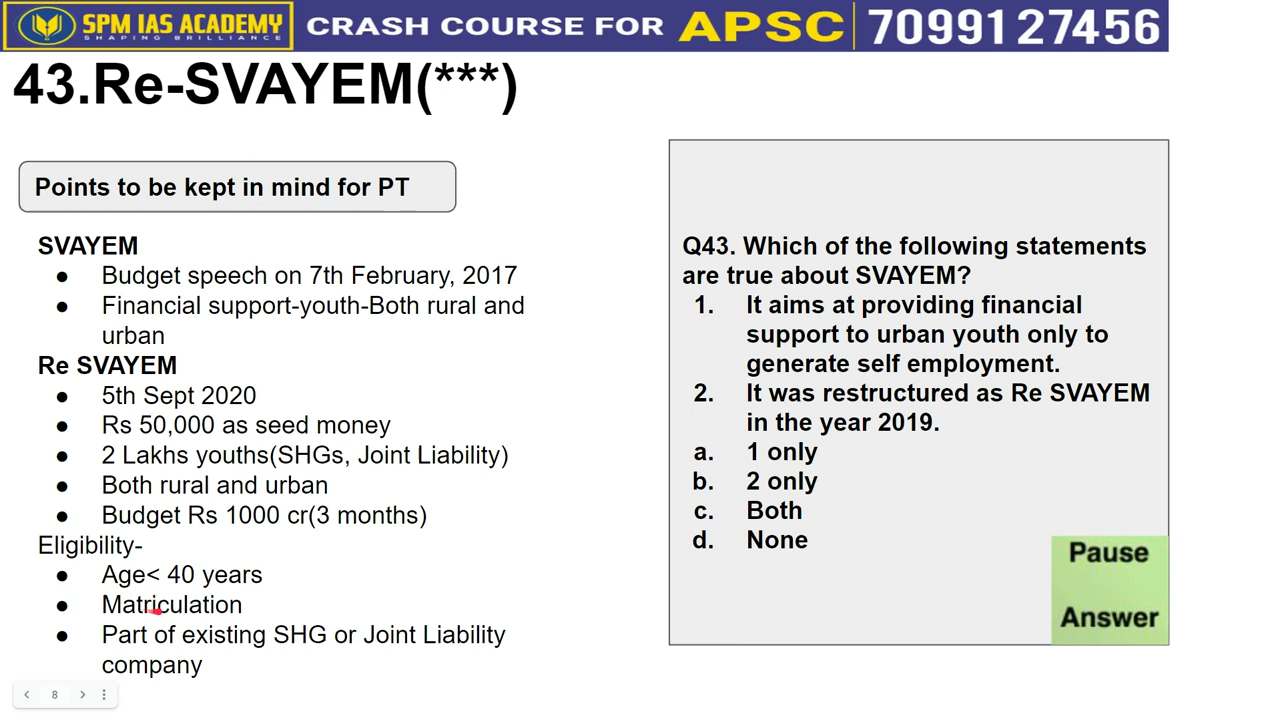 SPM IAS ACADEMY
SHAPING BRILLIANCE
CRASH COURSE FOR APSC 70991 27456
43.Re-SVAYEM(***)
Points to be kept in mind for PT
SVAYEM
● Budget speech on 7th February, 2017
● Financial support-youth-Both rural and
urban
Re SVAYEM
● 5th Sept 2020
● Rs 50,000 as seed money
● 2 Lakhs youths(SHGs, Joint Liability)
● Both rural and urban
● Budget Rs 1000 cr(3 months)
Eligibility-
● Age< 40 years
● Matriculation
● Part of existing SHG or Joint Liability
company
Q43. Which of the following statements
are true about SVAYEM?
1. It aims at providing financial
support to urban youth only to
generate self employment.
2. It was restructured as Re SVAYEM
in the year 2019.
a. 1 only
b. 2 only
c. Both
d. None
Pause
Answer
8